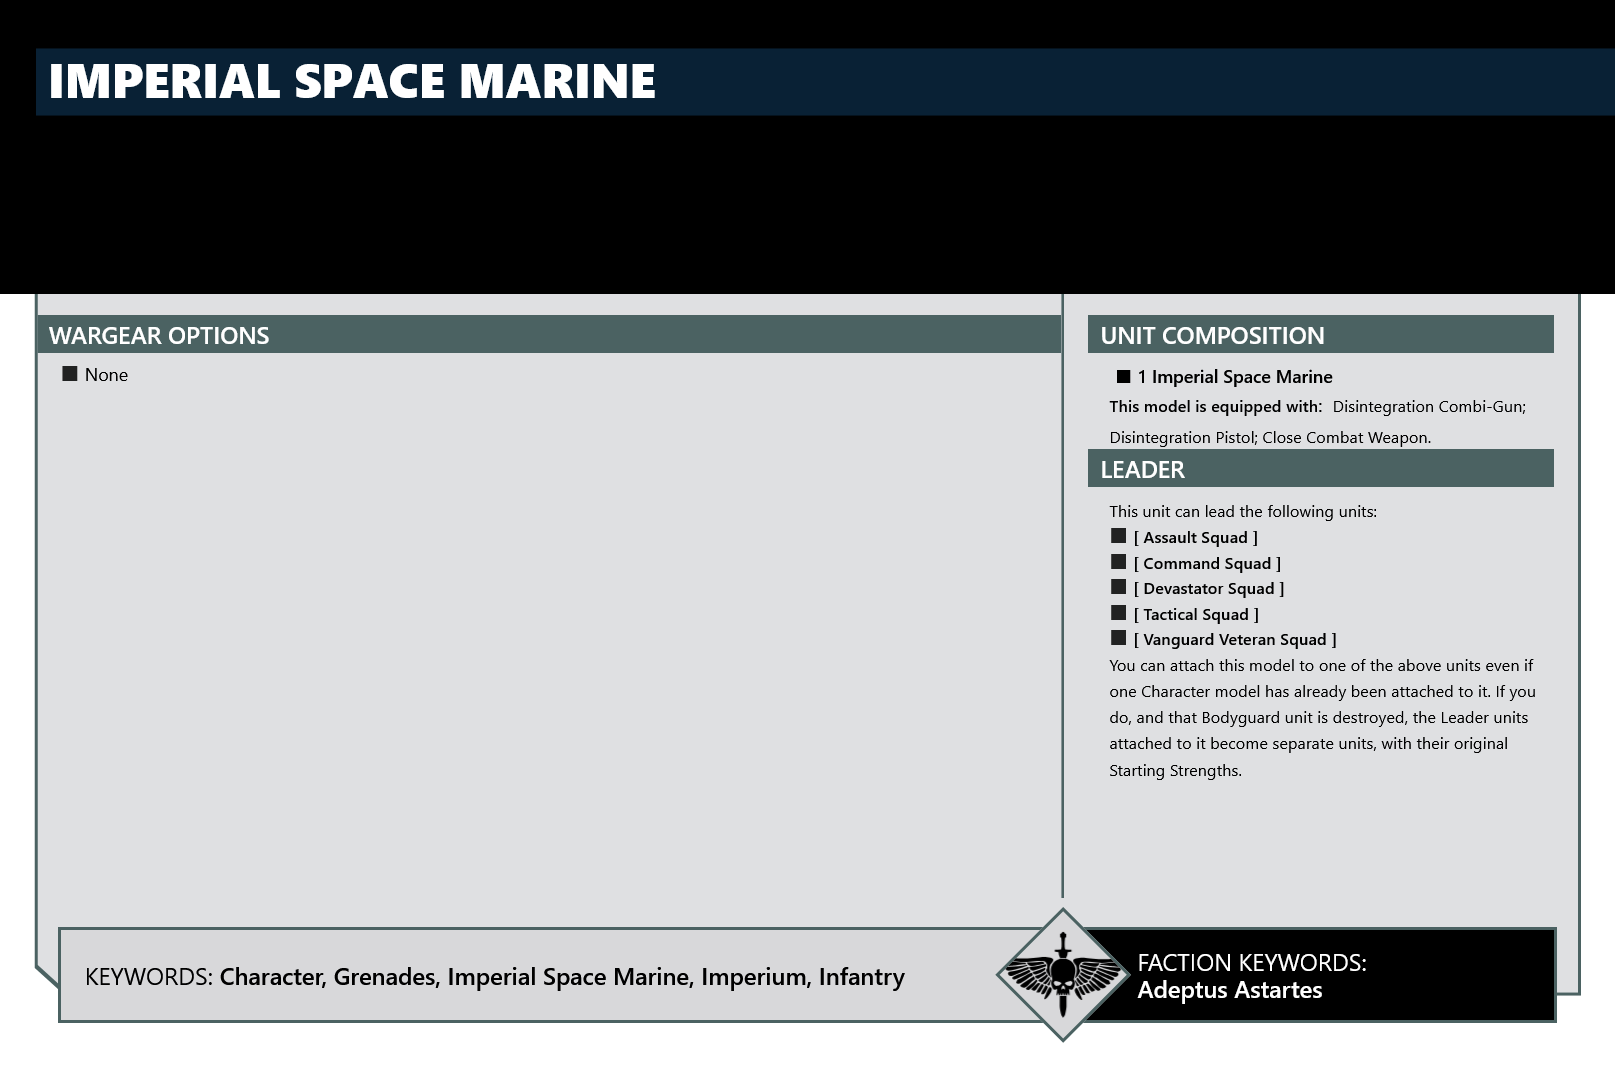 IMPERIAL SPACE MARINE
WARGEAR OPTIONS
None
UNIT COMPOSITION
1 Imperial Space Marine
This model is equipped with: Disintegration Combi-Gun;
Disintegration Pistol; Close Combat Weapon.
LEADER
This unit can lead the following units:
[ Assault Squad ]
[ Command Squad ]
[ Devastator Squad ]
[ Tactical Squad ]
[ Vanguard Veteran Squad ]
You can attach this model to one of the above units even if
one Character model has already been attached to it. If you
do, and that Bodyguard unit is destroyed, the Leader units
attached to it become separate units, with their original
Starting Strengths.
KEYWORDS: Character, Grenades, Imperial Space Marine, Imperium, Infantry
FACTION KEYWORDS:
Adeptus Astartes